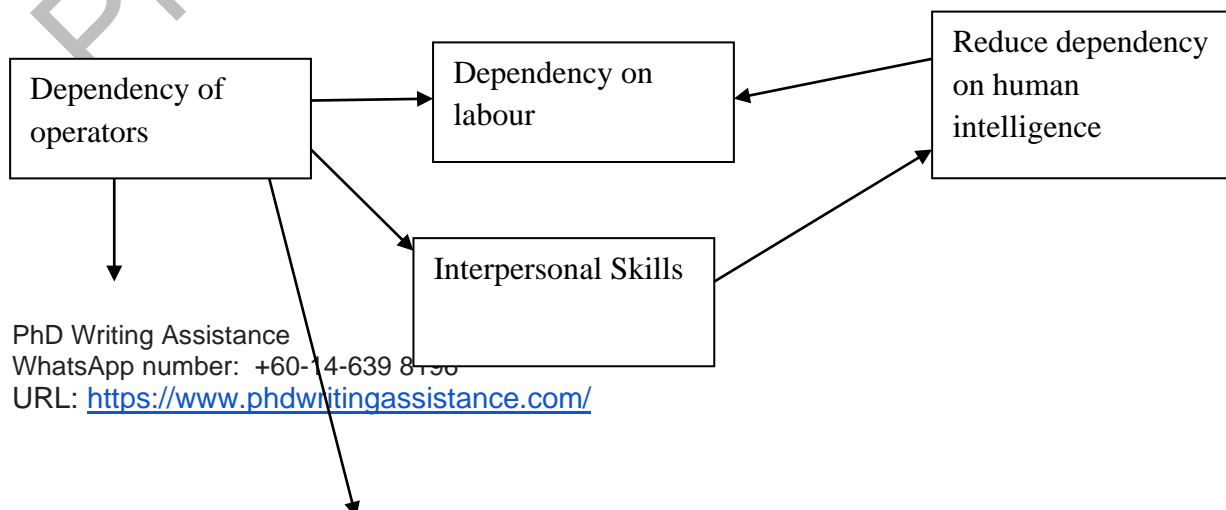 Dependency of
operators
Dependency on
labour
Reduce dependency
on human
intelligence
Interpersonal Skills
PhD Writing Assistance
WhatsApp number: +60-14-639 8196
URL: https://www.phdwritingassistance.com/